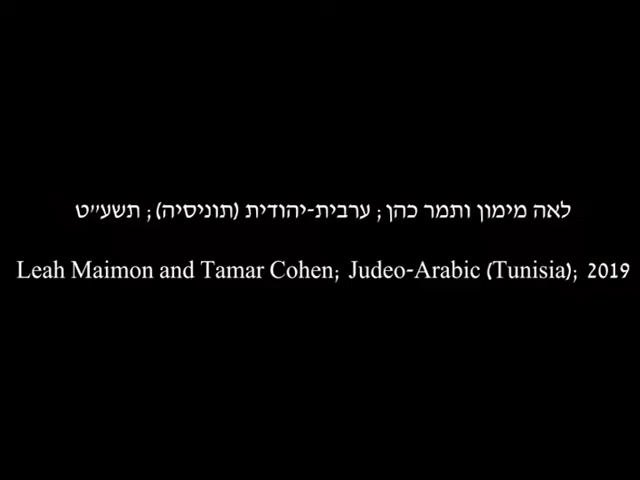 לאה מימון ותמר כהן; ערבית-יהודית (תוניסיה); תשע"ט
Leah Maimon and Tamar Cohen; Judeo-Arabic (Tunisia); 2019